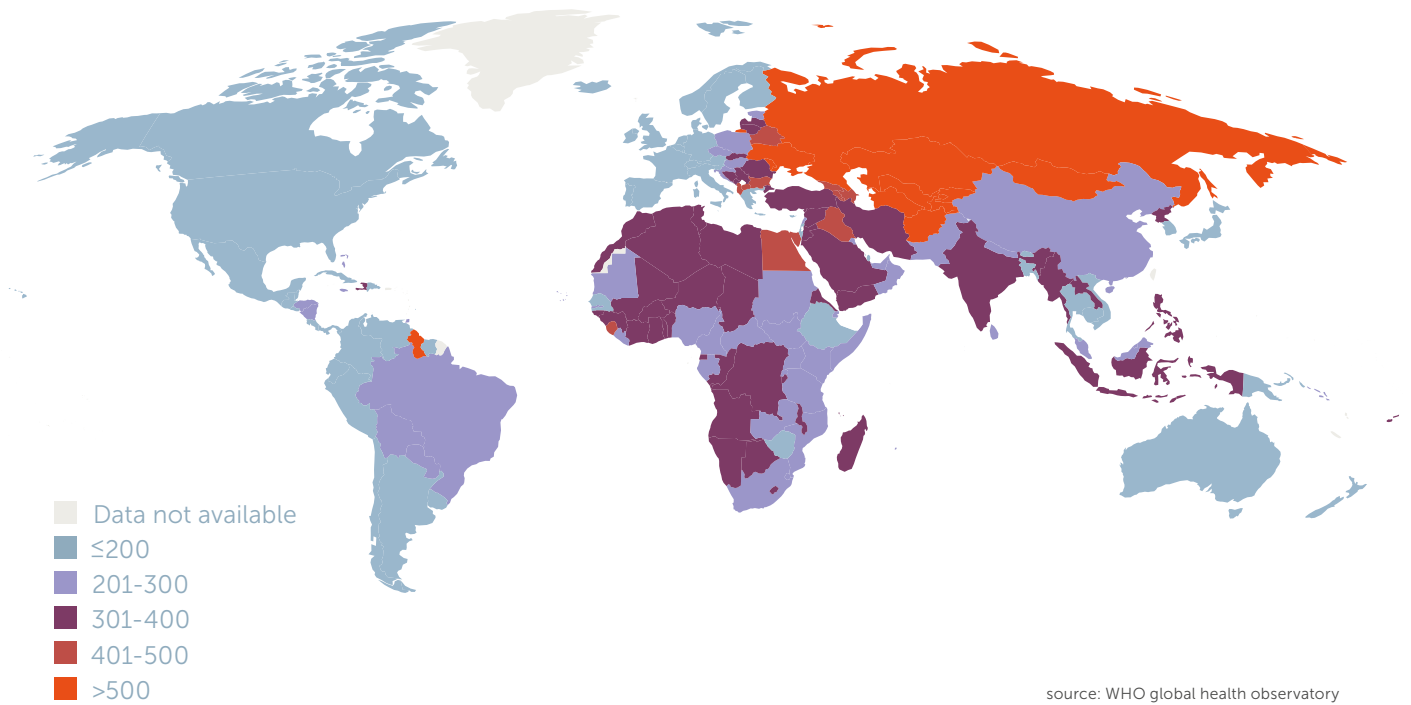 Data not available
≤200
201-300
301-400
401-500
>500
source: WHO global health observatory